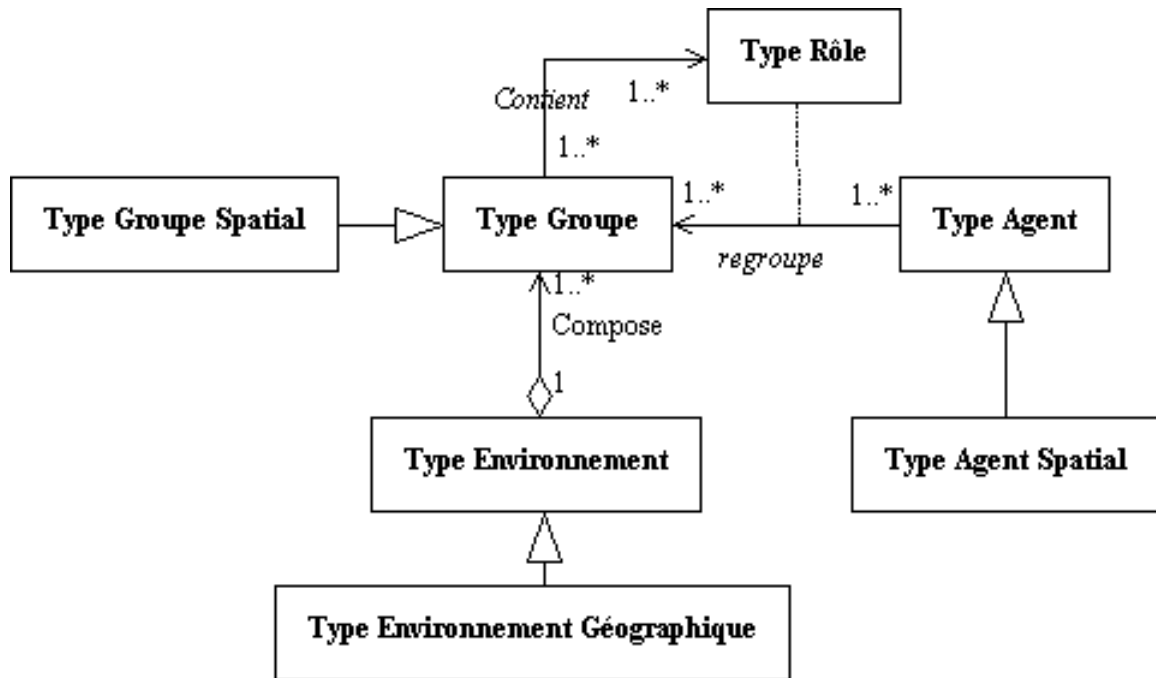 Type Rôle
Contient
1..*
1..*
Type Groupe Spatial
Type Groupe
1..*
1..*
Type Agent
regroupe
1..*
Compose
1
Type Environnement
Type Agent Spatial
Type Environnement Géographique